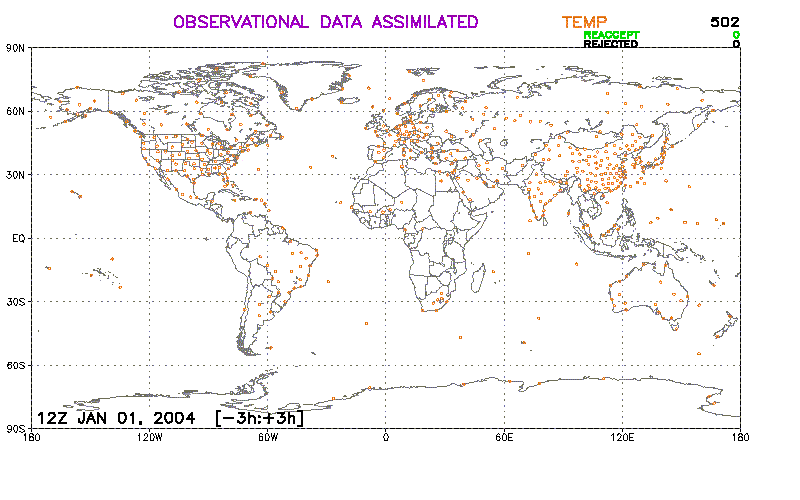 OBSERVATIONAL DATA ASSIMILATED TEMP 502
REACCEPT 0
REJECTED 0
90N
60N
30N
EQ
30S
60S
90S
12Z JAN 01, 2004 [-3h:+3h]
180 120W 60W 0 60E 120E 180